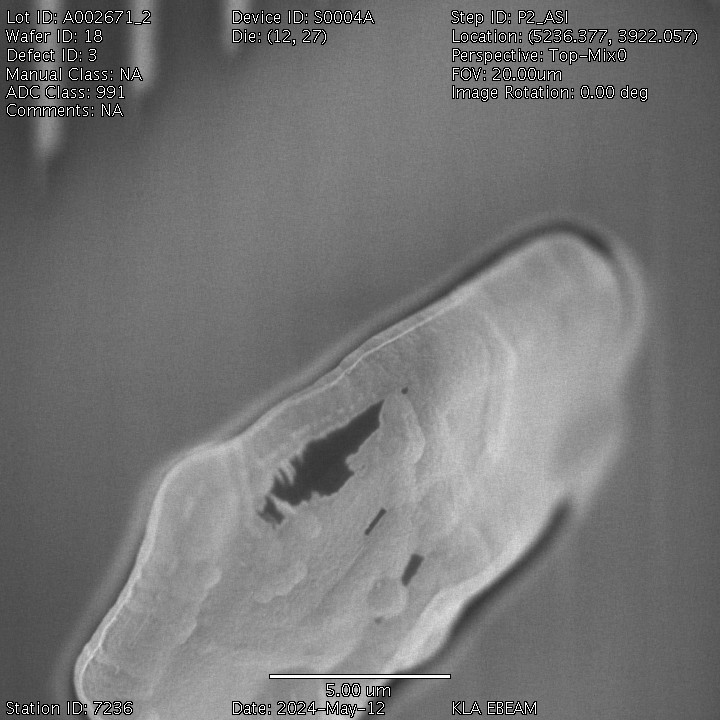 Lot ID: A002671_2
Device ID: S0004A
Step ID: P2_ASI
Wafer ID: 18
Die: (12, 27)
Location: (5236.377, 3922.057)
Defect ID: 3
Perspective: Top-Mix0
Manual Class: NA
FOV: 20.00um
ADC Class: 991
Image Rotation: 0.00 deg
Comments: NA
5.00 um
Station ID: 7236
Date: 2024-May-12
KLA EBEAM